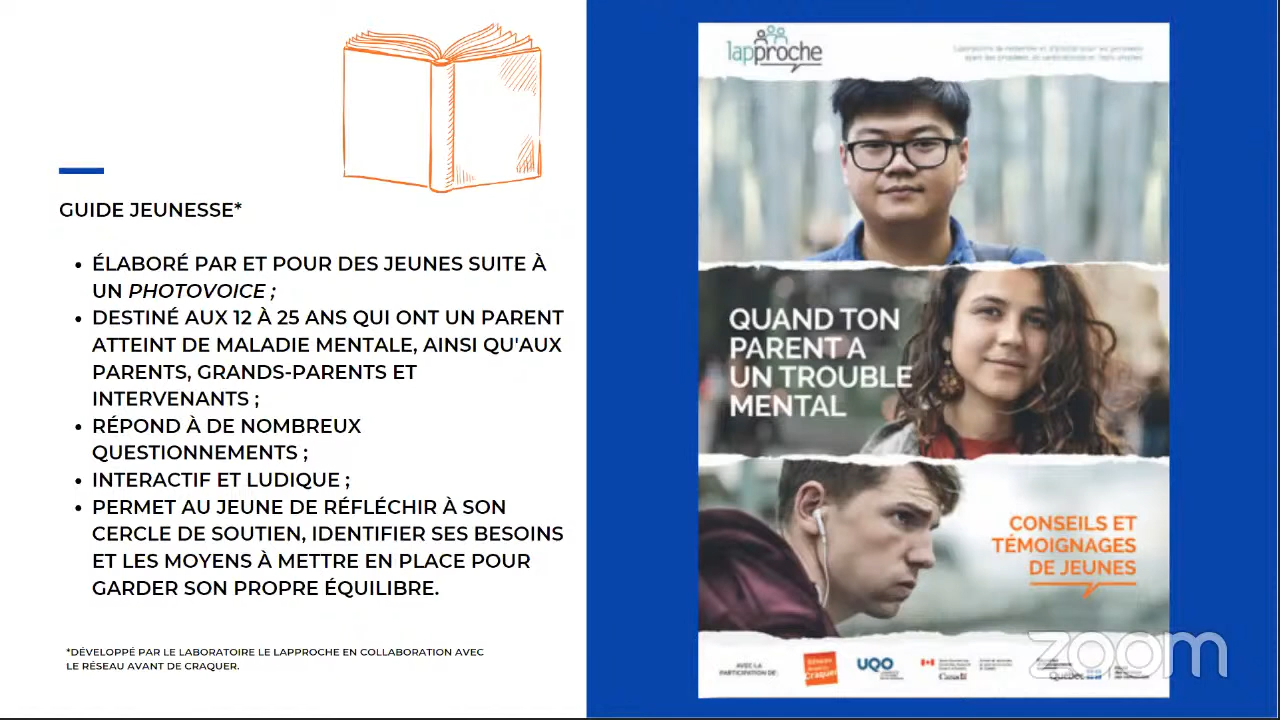 GUIDE JEUNESSE*
• ÉLABORÉ PAR ET POUR DES JEUNES SUITE À
UN PHOTOVOICE ;
• DESTINÉ AUX 12 À 25 ANS QUI ONT UN PARENT
ATTEINT DE MALADIE MENTALE, AINSI QU'AUX
PARENTS, GRANDS-PARENTS ET
INTERVENANTS ;
• RÉPOND À DE NOMBREUX
QUESTIONNEMENTS ;
• INTERACTIF ET LUDIQUE ;
• PERMET AU JEUNE DE RÉFLÉCHIR À SON
CERCLE DE SOUTIEN, IDENTIFIER SES BESOINS
ET LES MOYENS À METTRE EN PLACE POUR
GARDER SON PROPRE ÉQUILIBRE.
*DÉVELOPPÉ PAR LE LABORATOIRE LE LAPPROCHE EN COLLABORATION AVEC
LE RÉSEAU AVANT DE CRAQUER.
lapproche
QUAND TON
PARENT A
UN TROUBLE
MENTAL
CONSEILS ET
TÉMOIGNAGES
DE JEUNES
AVEC LA
PARTICIPATION DE:
Réseau
Craquer
UQO
Canada
Québec
zoom